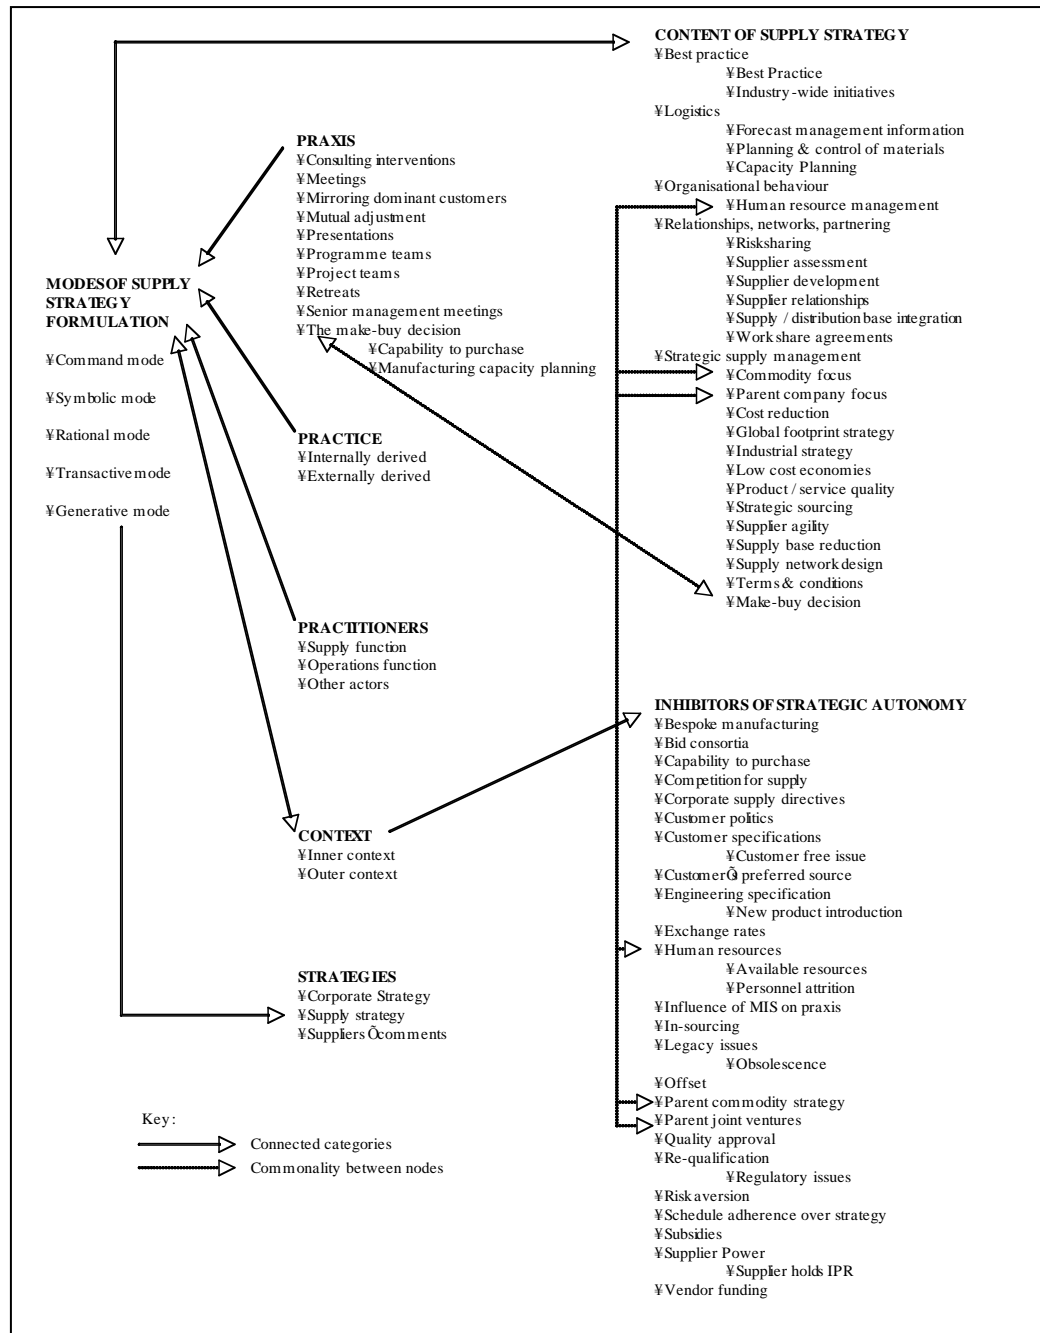 CONTENT OF SUPPLY STRATEGY
¥Best practice
¥Best Practice
¥Industry-wide initiatives
¥Logistics
¥Forecast management information
¥Planning & control of materials
¥Capacity Planning
¥Organisational behaviour
¥Human resource management
¥Relationships, networks, partnering
¥Risksharing
¥Supplier assessment
¥Supplier development
¥Supplier relationships
¥Supply / distribution base integration
¥Workshare agreements
¥Strategic supply management
¥Commodity focus
¥Parent company focus
¥Cost reduction
¥Global footprint strategy
¥Industrial strategy
¥Low cost economies
¥Product / service quality
¥Strategic sourcing
¥Supplier agility
¥Supply base reduction
¥Supply network design
¥Terms & conditions
¥Make-buy decision
PRAXIS
¥Consulting interventions
¥Meetings
¥Mirroring dominant customers
¥Mutual adjustment
¥Presentations
¥Programme teams
¥Project teams
¥Retreats
¥Senior management meetings
¥The make-buy decision
¥Capability to purchase
¥Manufacturing capacity planning
MODES OF SUPPLY
STRATEGY
FORMULATION
¥Command mode
¥Symbolic mode
¥Rational mode
¥Transactive mode
¥Generative mode
PRACTICE
¥Internally derived
¥Externally derived
PRACTITIONERS
¥Supply function
¥Operations function
¥Other actors
CONTEXT
¥Inner context
¥Outer context
STRATEGIES
¥Corporate Strategy
¥Supply strategy
¥Suppliers Õcomments
INHIBITORS OF STRATEGIC AUTONOMY
¥Bespoke manufacturing
¥Bid consortia
¥Capability to purchase
¥Competition for supply
¥Corporate supply directives
¥Customer politics
¥Customer specifications
¥Customer free issue
¥CustomerÕs preferred source
¥Engineering specification
¥New product introduction
¥Exchange rates
¥Human resources
¥Available resources
¥Personnel attrition
¥Influence of MIS on praxis
¥In-sourcing
¥Legacy issues
¥Obsolescence
¥Offset
¥Parent commodity strategy
¥Parent joint ventures
¥Quality approval
¥Re-qualification
¥Regulatory issues
¥Risk aversion
¥Schedule adherence over strategy
¥Subsidies
¥Supplier Power
¥Supplier holds IPR
¥Vendor funding
Key:
Connected categories
Commonality between nodes